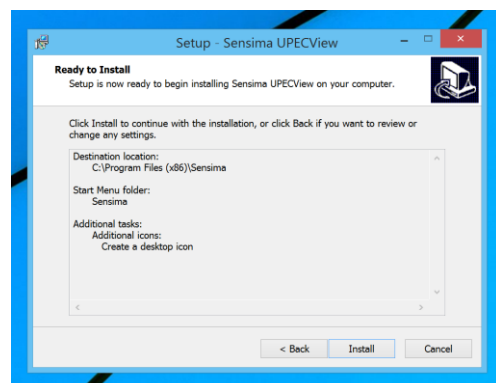 Setup - Sensima UPECView
Ready to Install
Setup is now ready to begin installing Sensima UPECView on your computer.
Click Install to continue with the installation, or click Back if you want to review or
change any settings.
Destination location:
C:\Program Files (x86)\Sensima
Start Menu folder:
Sensima
Additional tasks:
Additional icons:
Create a desktop icon
< Back
Install
Cancel